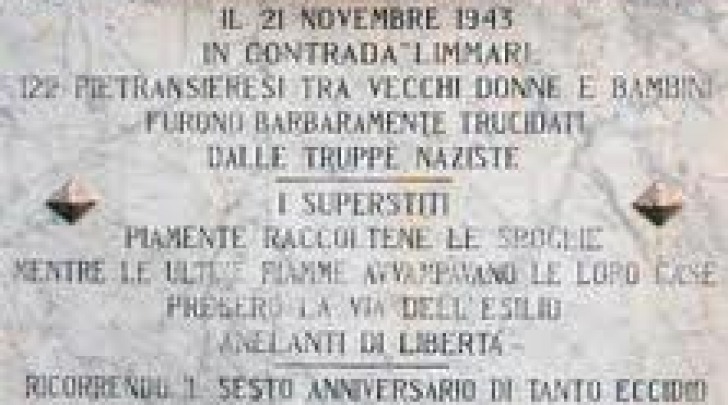 IL 21 NOVEMBRE 1943
IN CONTRADA "LIMMARI"
122 PIETRANSIERESI TRA VECCHI DONNE E BAMBINI
FURONO BARBARAMENTE TRUCIDATI
DALLE TRUPPE NAZISTE
I SUPERSTITI
PIAMENTE RACCOLTENE LE SPOGLIE
MENTRE LE ULTIME FIAMME AVVAMPAVANO LE LORO CASE
PRESERO LA VIA DELL'ESILIO
ANELANTI DI LIBERTÀ -
RICORRENDO IL SESTO ANNIVERSARIO DI TANTO ECCIDIO